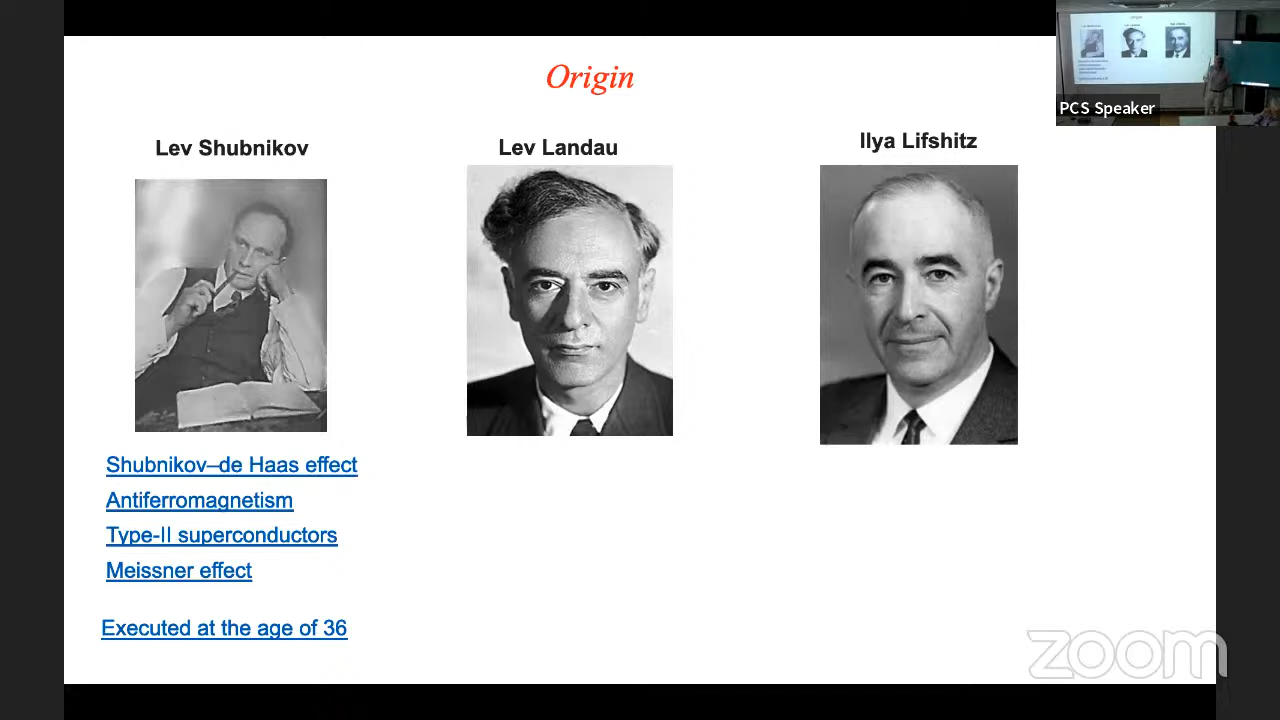 Origin
Lev Shubnikov
Lev Landau
Ilya Lifshitz
PCS Speaker
Shubnikov–de Haas effect
Antiferromagnetism
Type-II superconductors
Meissner effect
Executed at the age of 36
zoom